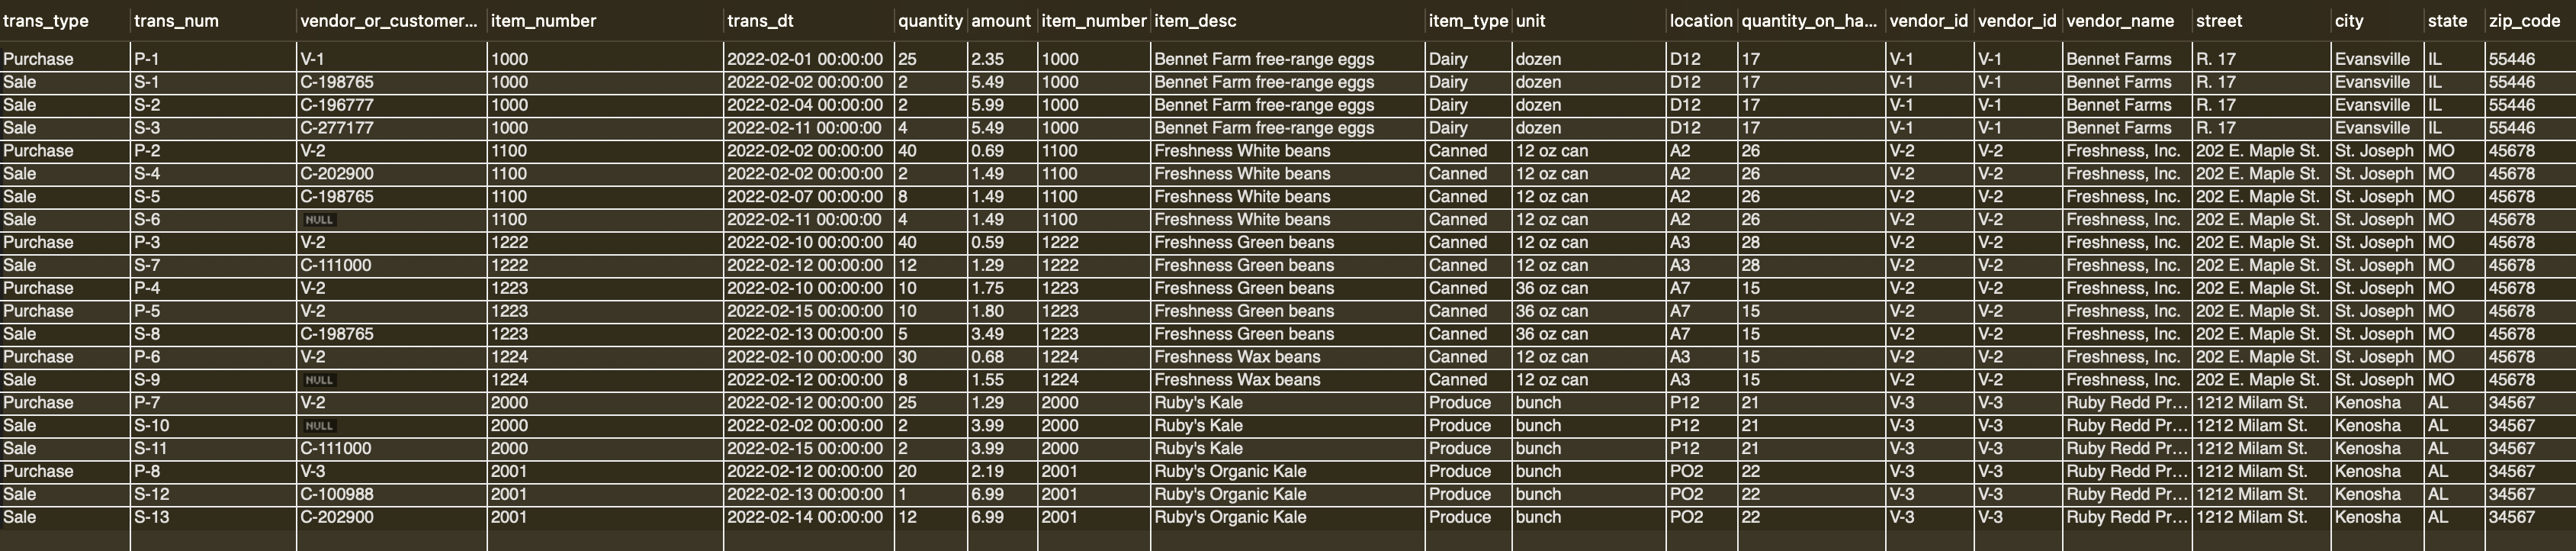 trans_type trans_num vendor_or_customer... item_number trans_dt quantity amount item_number item_desc item_type unit location quantity_on_ha... vendor_id vendor_id vendor_name street city state zip_code
Purchase P-1 V-1 1000 2022-02-01 00:00:00 25 2.35 1000 Bennet Farm free-range eggs Dairy dozen D12 17 V-1 V-1 Bennet Farms R. 17 Evansville IL 55446
Sale S-1 C-198765 1000 2022-02-02 00:00:00 2 5.49 1000 Bennet Farm free-range eggs Dairy dozen D12 17 V-1 V-1 Bennet Farms R. 17 Evansville IL 55446
Sale S-2 C-196777 1000 2022-02-04 00:00:00 2 5.99 1000 Bennet Farm free-range eggs Dairy dozen D12 17 V-1 V-1 Bennet Farms R. 17 Evansville IL 55446
Sale S-3 C-277177 1000 2022-02-11 00:00:00 4 5.49 1000 Bennet Farm free-range eggs Dairy dozen D12 17 V-1 V-1 Bennet Farms R. 17 Evansville IL 55446
Purchase P-2 V-2 1100 2022-02-02 00:00:00 40 0.69 1100 Freshness White beans Canned 12 oz can A2 26 V-2 V-2 Freshness, Inc. 202 E. Maple St. St. Joseph MO 45678
Sale S-4 C-202900 1100 2022-02-02 00:00:00 2 1.49 1100 Freshness White beans Canned 12 oz can A2 26 V-2 V-2 Freshness, Inc. 202 E. Maple St. St. Joseph MO 45678
Sale S-5 C-198765 1100 2022-02-07 00:00:00 8 1.49 1100 Freshness White beans Canned 12 oz can A2 26 V-2 V-2 Freshness, Inc. 202 E. Maple St. St. Joseph MO 45678
Sale S-6 NULL 1100 2022-02-11 00:00:00 4 1.49 1100 Freshness White beans Canned 12 oz can A2 26 V-2 V-2 Freshness, Inc. 202 E. Maple St. St. Joseph MO 45678
Purchase P-3 V-2 1222 2022-02-10 00:00:00 40 0.59 1222 Freshness Green beans Canned 12 oz can A3 28 V-2 V-2 Freshness, Inc. 202 E. Maple St. St. Joseph MO 45678
Sale S-7 C-111000 1222 2022-02-12 00:00:00 12 1.29 1222 Freshness Green beans Canned 12 oz can A3 28 V-2 V-2 Freshness, Inc. 202 E. Maple St. St. Joseph MO 45678
Purchase P-4 V-2 1223 2022-02-10 00:00:00 10 1.75 1223 Freshness Green beans Canned 36 oz can A7 15 V-2 V-2 Freshness, Inc. 202 E. Maple St. St. Joseph MO 45678
Purchase P-5 V-2 1223 2022-02-15 00:00:00 10 1.80 1223 Freshness Green beans Canned 36 oz can A7 15 V-2 V-2 Freshness, Inc. 202 E. Maple St. St. Joseph MO 45678
Sale S-8 C-198765 1223 2022-02-13 00:00:00 5 3.49 1223 Freshness Green beans Canned 36 oz can A7 15 V-2 V-2 Freshness, Inc. 202 E. Maple St. St. Joseph MO 45678
Purchase P-6 V-2 1224 2022-02-10 00:00:00 30 0.68 1224 Freshness Wax beans Canned 12 oz can A3 15 V-2 V-2 Freshness, Inc. 202 E. Maple St. St. Joseph MO 45678
Sale S-9 NULL 1224 2022-02-12 00:00:00 8 1.55 1224 Freshness Wax beans Canned 12 oz can A3 15 V-2 V-2 Freshness, Inc. 202 E. Maple St. St. Joseph MO 45678
Purchase P-7 V-2 2000 2022-02-12 00:00:00 25 1.29 2000 Ruby's Kale Produce bunch P12 21 V-3 V-3 Ruby Redd Pr... 1212 Milam St. Kenosha AL 34567
Sale S-10 NULL 2000 2022-02-02 00:00:00 2 3.99 2000 Ruby's Kale Produce bunch P12 21 V-3 V-3 Ruby Redd Pr... 1212 Milam St. Kenosha AL 34567
Sale S-11 C-111000 2000 2022-02-15 00:00:00 2 3.99 2000 Ruby's Kale Produce bunch P12 21 V-3 V-3 Ruby Redd Pr... 1212 Milam St. Kenosha AL 34567
Purchase P-8 V-3 2001 2022-02-12 00:00:00 20 2.19 2001 Ruby's Organic Kale Produce bunch PO2 22 V-3 V-3 Ruby Redd Pr... 1212 Milam St. Kenosha AL 34567
Sale S-12 C-100988 2001 2022-02-13 00:00:00 1 6.99 2001 Ruby's Organic Kale Produce bunch PO2 22 V-3 V-3 Ruby Redd Pr... 1212 Milam St. Kenosha AL 34567
Sale S-13 C-202900 2001 2022-02-14 00:00:00 12 6.99 2001 Ruby's Organic Kale Produce bunch PO2 22 V-3 V-3 Ruby Redd Pr... 1212 Milam St. Kenosha AL 34567